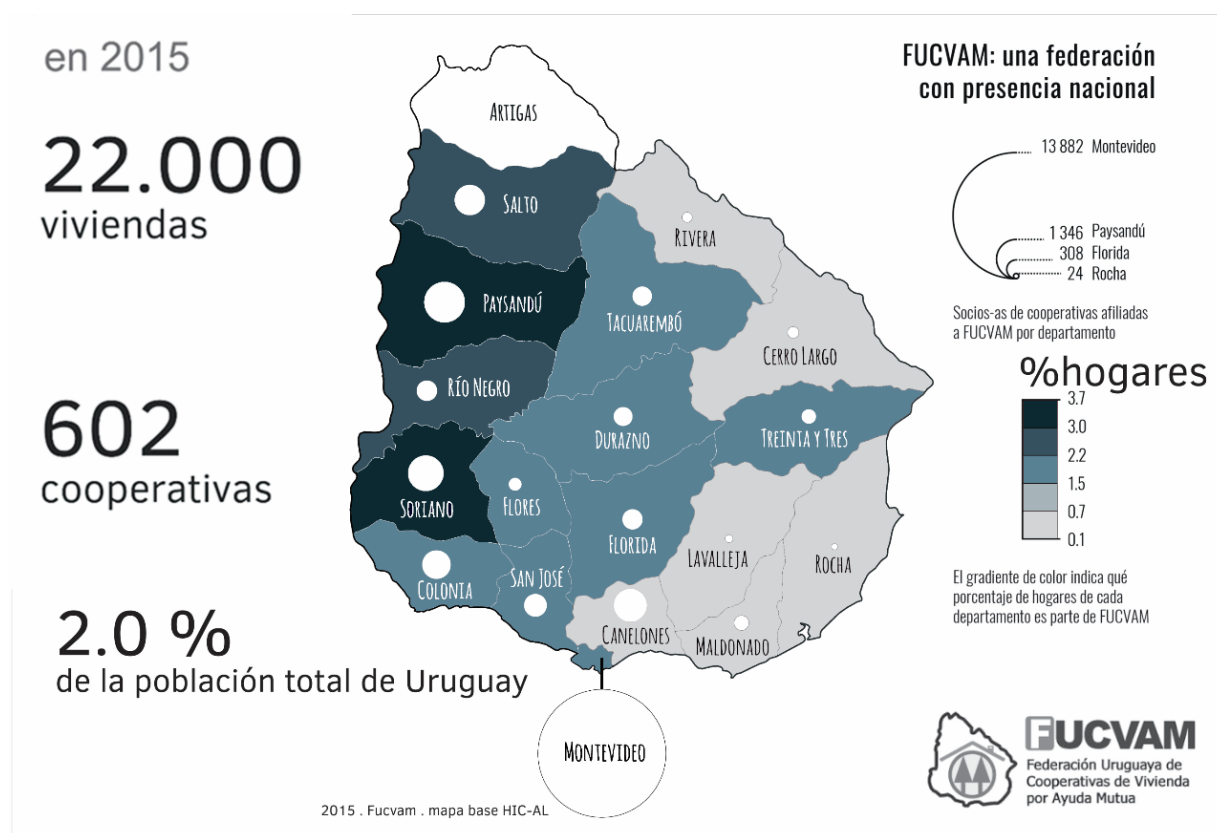 en 2015
22.000
viviendas
602
cooperativas
2.0 %
de la población total de Uruguay
ARTIGAS
SALTO
RIVERA
PAYSANDÚ
TACUAREMBÓ
CERRO LARGO
RÍO NEGRO
DURAZNO
TREINTA Y TRES
SORIANO
FLORES
FLORIDA
LAVALLEJA
ROCHA
COLONIA
SAN JOSÉ
CANELONES
MALDONADO
MONTEVIDEO
2015 . Fucvam . mapa base HIC-AL
FUCVAM: una federación
con presencia nacional
13 882 Montevideo
1 346 Paysandú
308 Florida
24 Rocha
Socios-as de cooperativas afiliadas
a FUCVAM por departamento
%hogares
3.7
3.0
2.2
1.5
0.7
0.1
El gradiente de color indica qué
porcentaje de hogares de cada
departamento es parte de FUCVAM
FUCVAM
Federación Uruguaya de
Cooperativas de Vivienda
por Ayuda Mutua